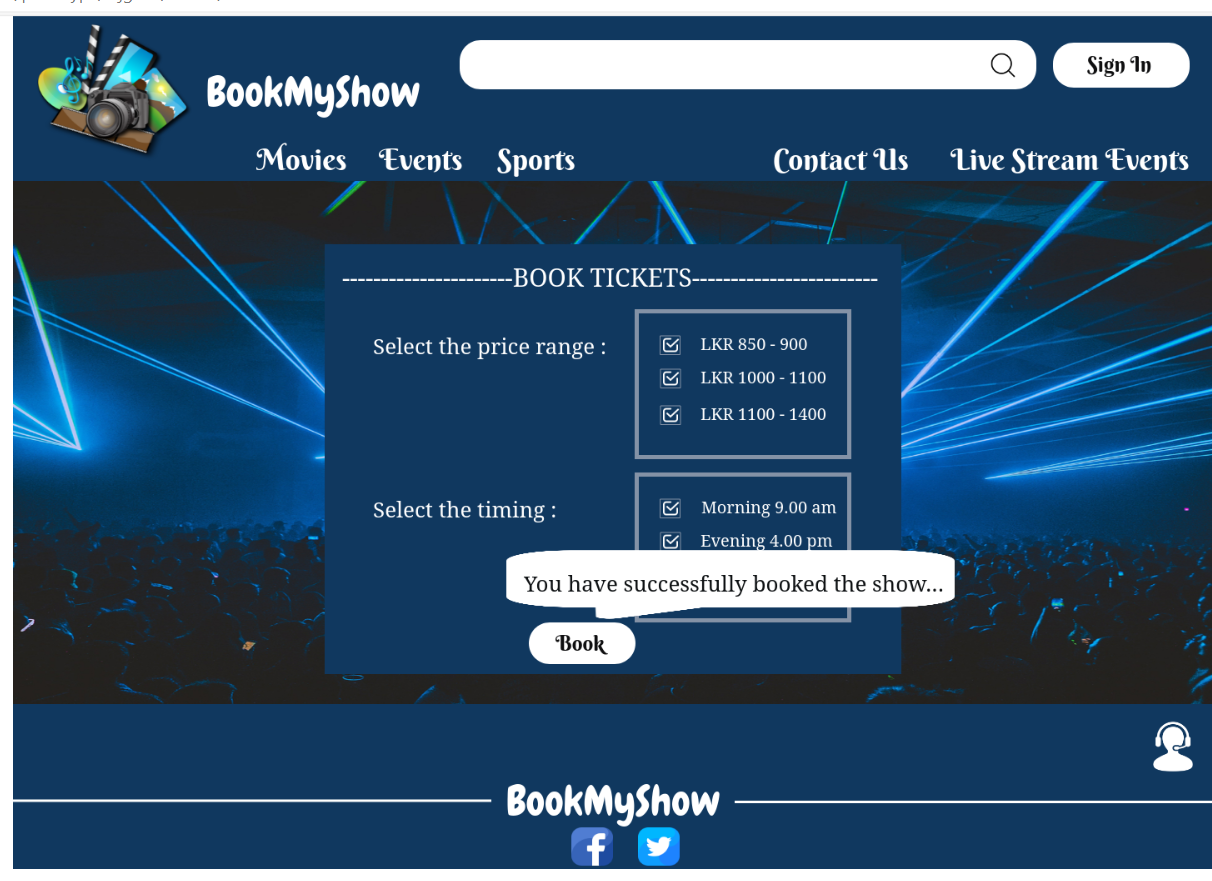 BookMyShow
Sign In
Movies Events Sports Contact Us Live Stream Events
----------------------BOOK TICKETS------------------------
Select the price range :
LKR 850 - 900
LKR 1000 - 1100
LKR 1100 - 1400
Select the timing :
Morning 9.00 am
Evening 4.00 pm
You have successfully booked the show...
Book
BookMyShow